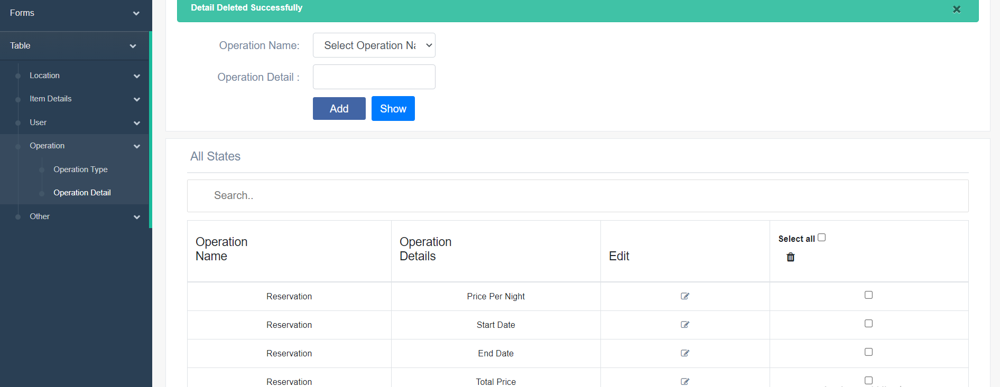 Forms
Table
Location
Item Details
User
Operation
Operation Type
Operation Detail
Other
Detail Deleted Successfully
Operation Name:
Select Operation Na
Operation Detail :
Add
Show
All States
Search..
Operation
Name
Operation
Details
Edit
Select all
Reservation
Price Per Night
Reservation
Start Date
Reservation
End Date
Reservation
Total Price